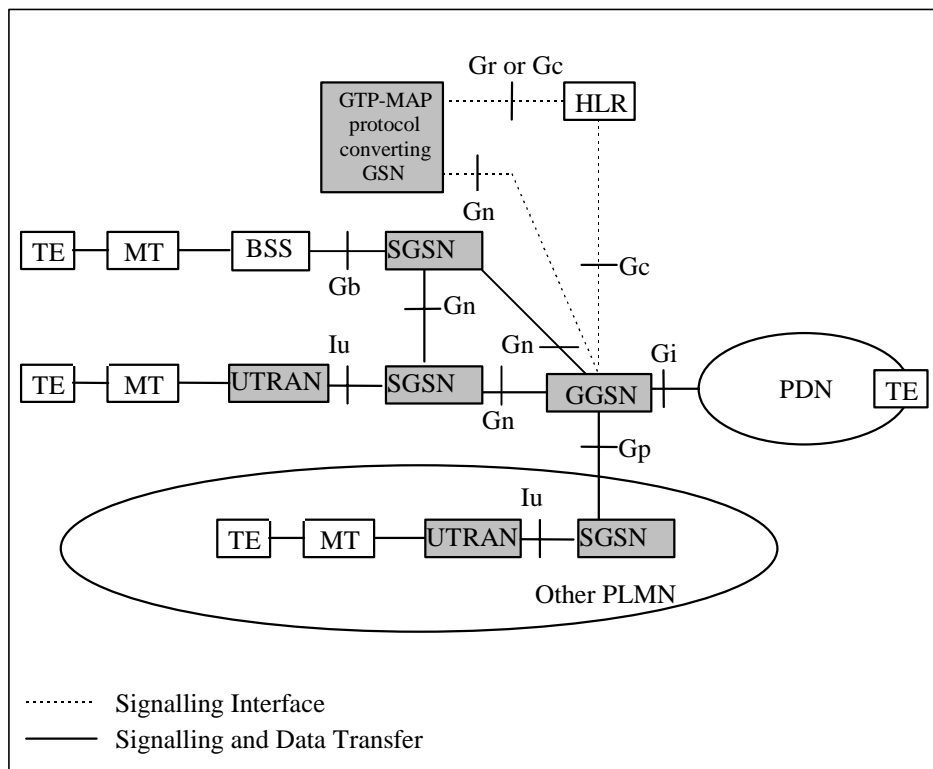 Gr or Gc
GTP-MAP
protocol
converting
GSN
HLR
Gn
TE
MT
BSS
SGSN
Gb
Gc
Gn
Iu
Gn
Gi
TE
MT
UTRAN
SGSN
Gn
GGSN
PDN
TE
Gp
Iu
TE
MT
UTRAN
SGSN
Other PLMN
Signalling Interface
Signalling and Data Transfer